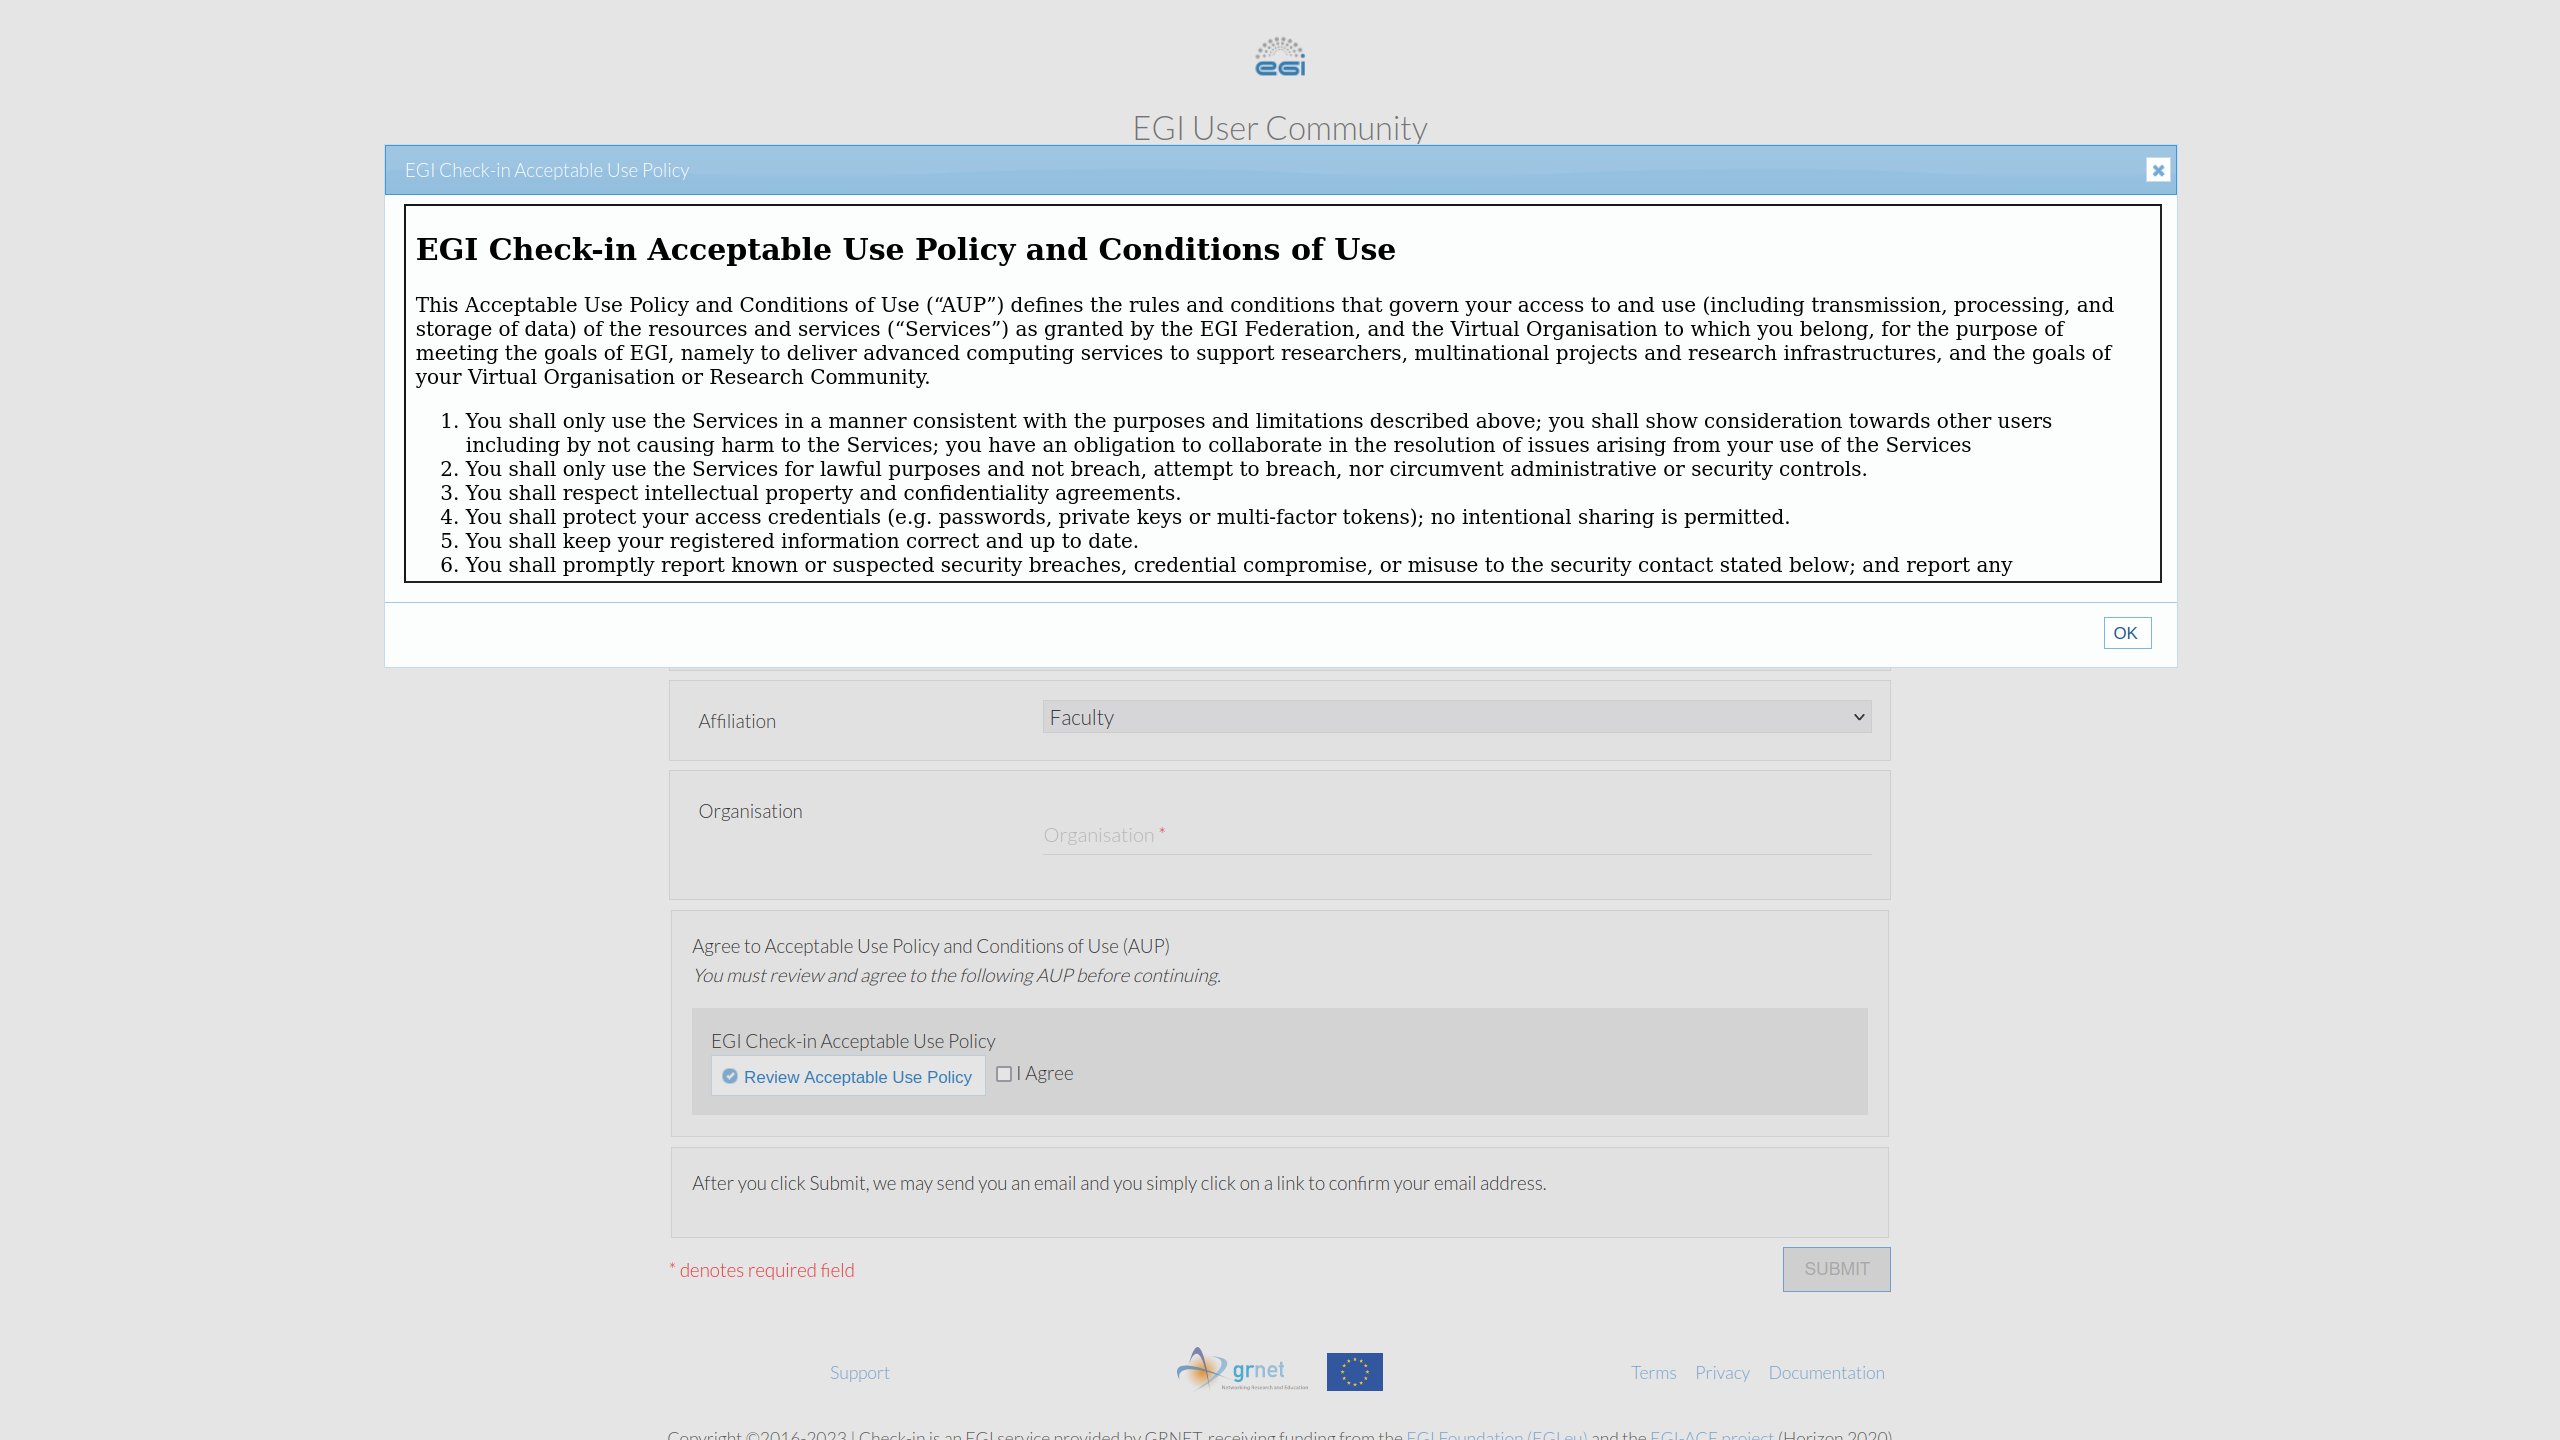 egi
EGI User Community
EGI Check-in Acceptable Use Policy
EGI Check-in Acceptable Use Policy and Conditions of Use
This Acceptable Use Policy and Conditions of Use (“AUP”) defines the rules and conditions that govern your access to and use (including transmission, processing, and
storage of data) of the resources and services (“Services”) as granted by the EGI Federation, and the Virtual Organisation to which you belong, for the purpose of
meeting the goals of EGI, namely to deliver advanced computing services to support researchers, multinational projects and research infrastructures, and the goals of
your Virtual Organisation or Research Community.
1. You shall only use the Services in a manner consistent with the purposes and limitations described above; you shall show consideration towards other users
including by not causing harm to the Services; you have an obligation to collaborate in the resolution of issues arising from your use of the Services
2. You shall only use the Services for lawful purposes and not breach, attempt to breach, nor circumvent administrative or security controls.
3. You shall respect intellectual property and confidentiality agreements.
4. You shall protect your access credentials (e.g. passwords, private keys or multi-factor tokens); no intentional sharing is permitted.
5. You shall keep your registered information correct and up to date.
6. You shall promptly report known or suspected security breaches, credential compromise, or misuse to the security contact stated below; and report any
OK
Affiliation
Faculty
Organisation
Organisation *
Agree to Acceptable Use Policy and Conditions of Use (AUP)
You must review and agree to the following AUP before continuing.
EGI Check-in Acceptable Use Policy
Review Acceptable Use Policy
I Agree
After you click Submit, we may send you an email and you simply click on a link to confirm your email address.
* denotes required field
SUBMIT
Support
grnet
Networking Research and Education
Terms
Privacy
Documentation
Copyright ©2016-2023 | Check-in is an EGI service provided by GRNET, receiving funding from the EGI Foundation (EGI.eu) and the EGI-ACE project (Horizon 2020)